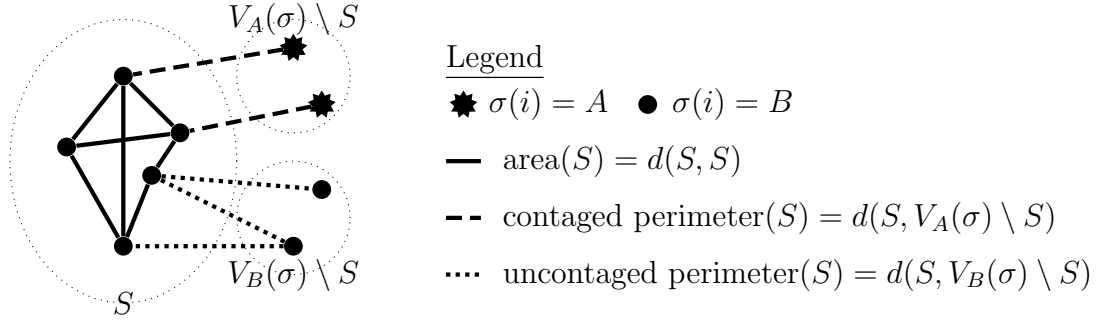 V_A(σ) \ S
V_B(σ) \ S
S
Legend
σ(i) = A σ(i) = B
area(S) = d(S, S)
contaged perimeter(S) = d(S, V_A(σ) \ S)
uncontaged perimeter(S) = d(S, V_B(σ) \ S)